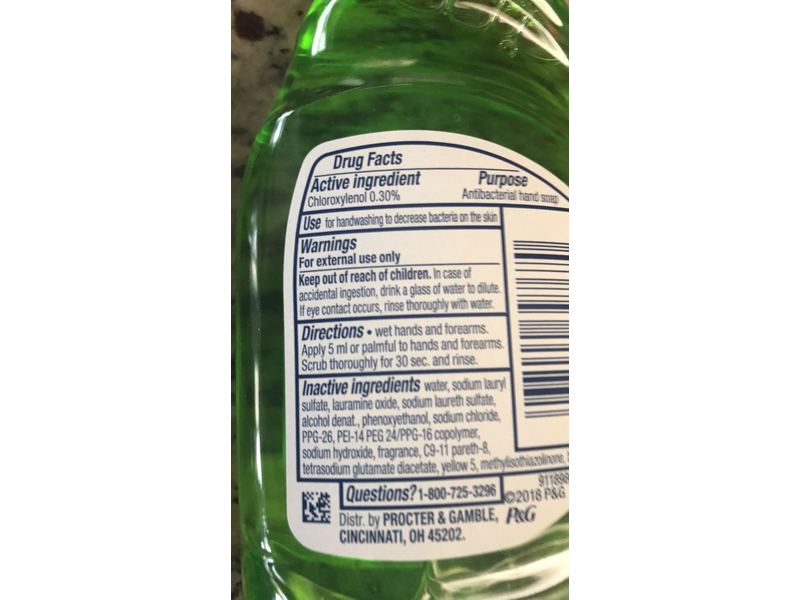 Drug Facts
Active ingredient Purpose
Chloroxylenol 0.30% Antibacterial hand soap
Use for handwashing to decrease bacteria on the skin
Warnings
For external use only
Keep out of reach of children. In case of
accidental ingestion, drink a glass of water to dilute.
If eye contact occurs, rinse thoroughly with water.
Directions • wet hands and forearms.
Apply 5 ml or palmful to hands and forearms.
Scrub thoroughly for 30 sec. and rinse.
Inactive ingredients water, sodium lauryl
sulfate, lauramine oxide, sodium laureth sulfate,
alcohol denat., phenoxyethanol, sodium chloride,
PPG-26, PEI-14 PEG 24/PPG-16 copolymer,
sodium hydroxide, fragrance, C9-11 pareth-8,
tetrasodium glutamate diacetate, yellow 5, methylisothiazolinone,
Questions? 1-800-725-3296
911898
©2018 P&G
Distr. by PROCTER & GAMBLE, P&G
CINCINNATI, OH 45202.